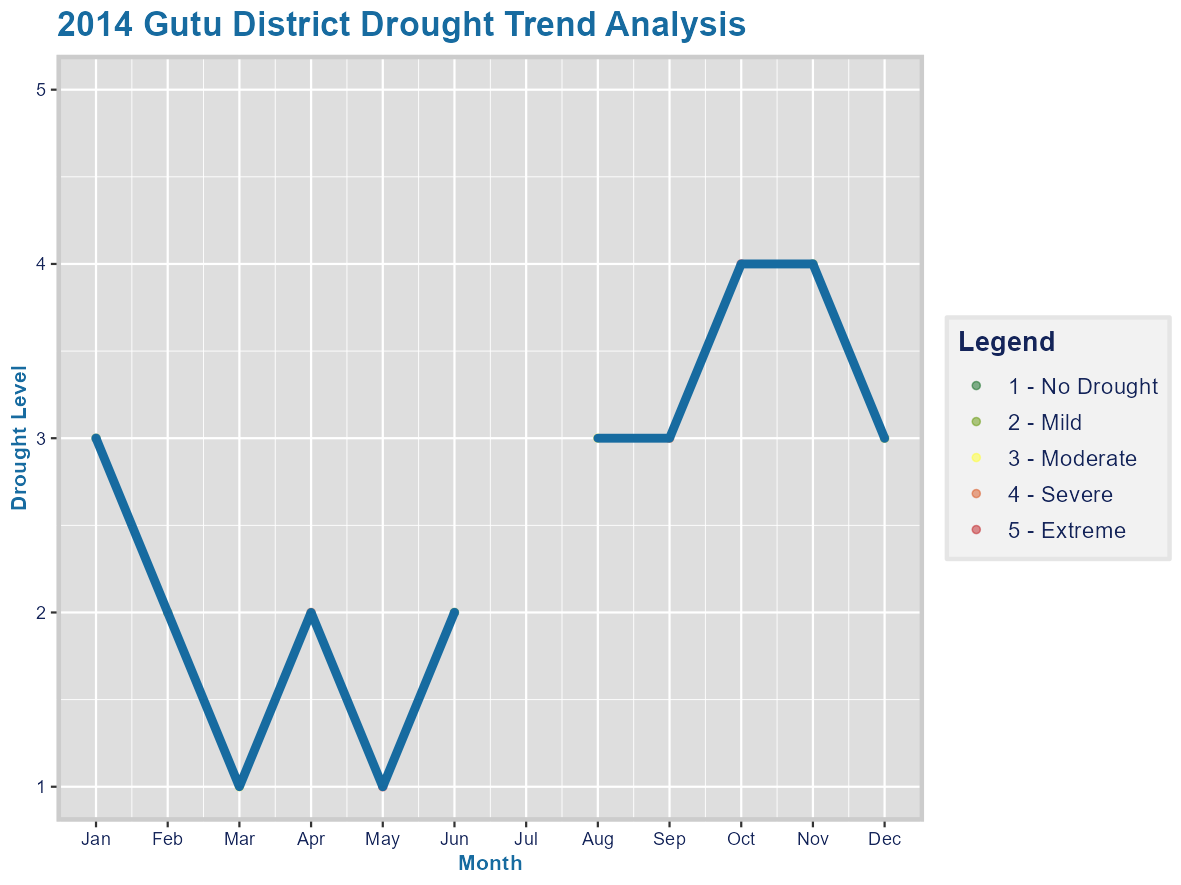 2014 Gutu District Drought Trend Analysis
5
4
3
2
1
Drought Level
Jan Feb Mar Apr May Jun Jul Aug Sep Oct Nov Dec
Month
Legend
1 - No Drought
2 - Mild
3 - Moderate
4 - Severe
5 - Extreme